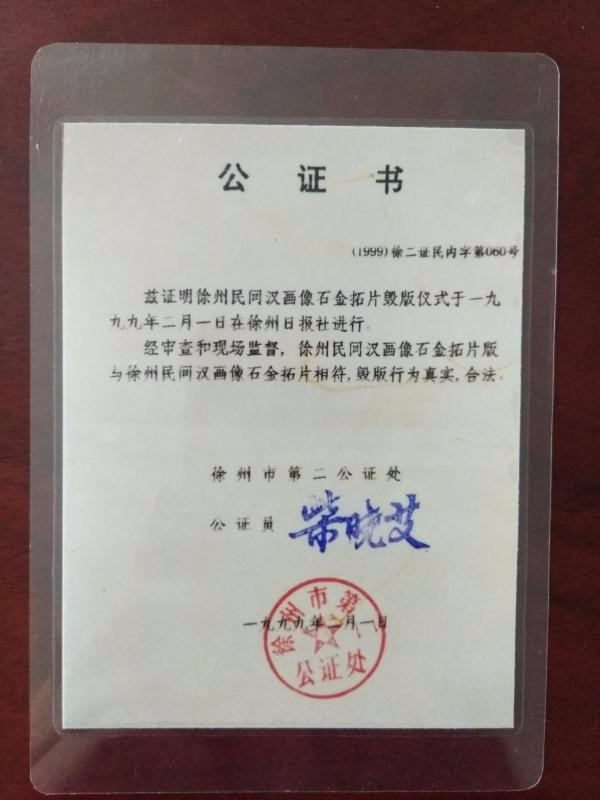 公证书
(1999)徐二证民内字第060号
兹证明徐州民间汉画像石金拓片毁版仪式于一九
九九年二月一日在徐州日报社进行。
经审查和现场监督，徐州民间汉画像石金拓片版
与徐州民间汉画像石金拓片相符,毁版行为真实,合法。
徐州市第二公证处
公证员 柴晓艾
一九九九年二月一日
徐州市第二
公证处